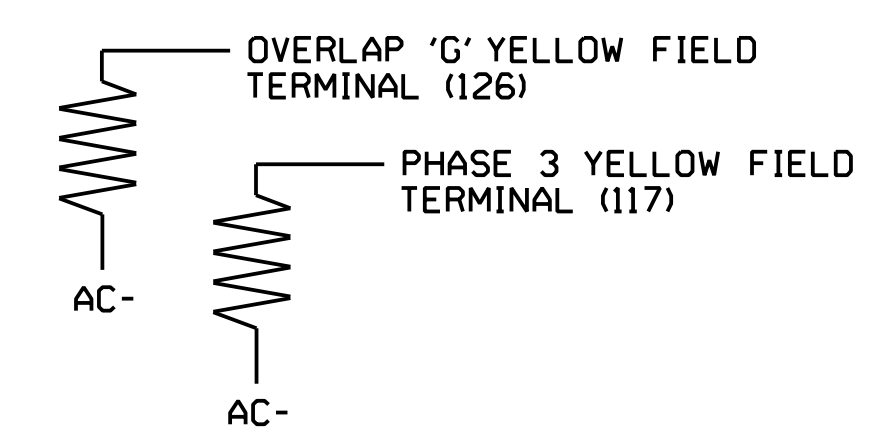 OVERLAP 'G' YELLOW FIELD
TERMINAL (126)
PHASE 3 YELLOW FIELD
TERMINAL (117)
AC-
AC-